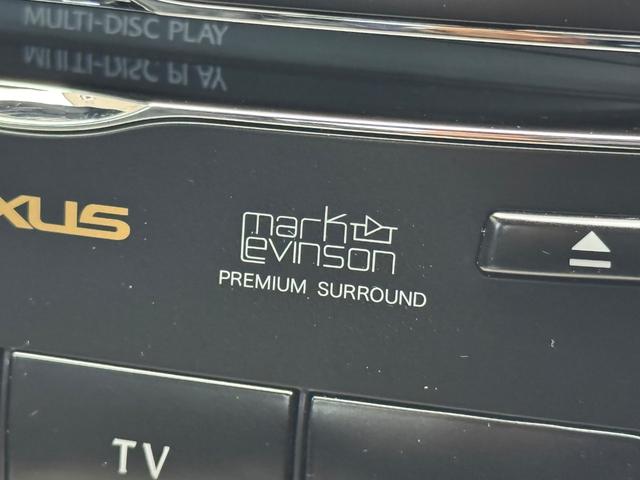 MULTI-DISC PLAY
XUS
mark
levinson
PREMIUM SURROUND
TV